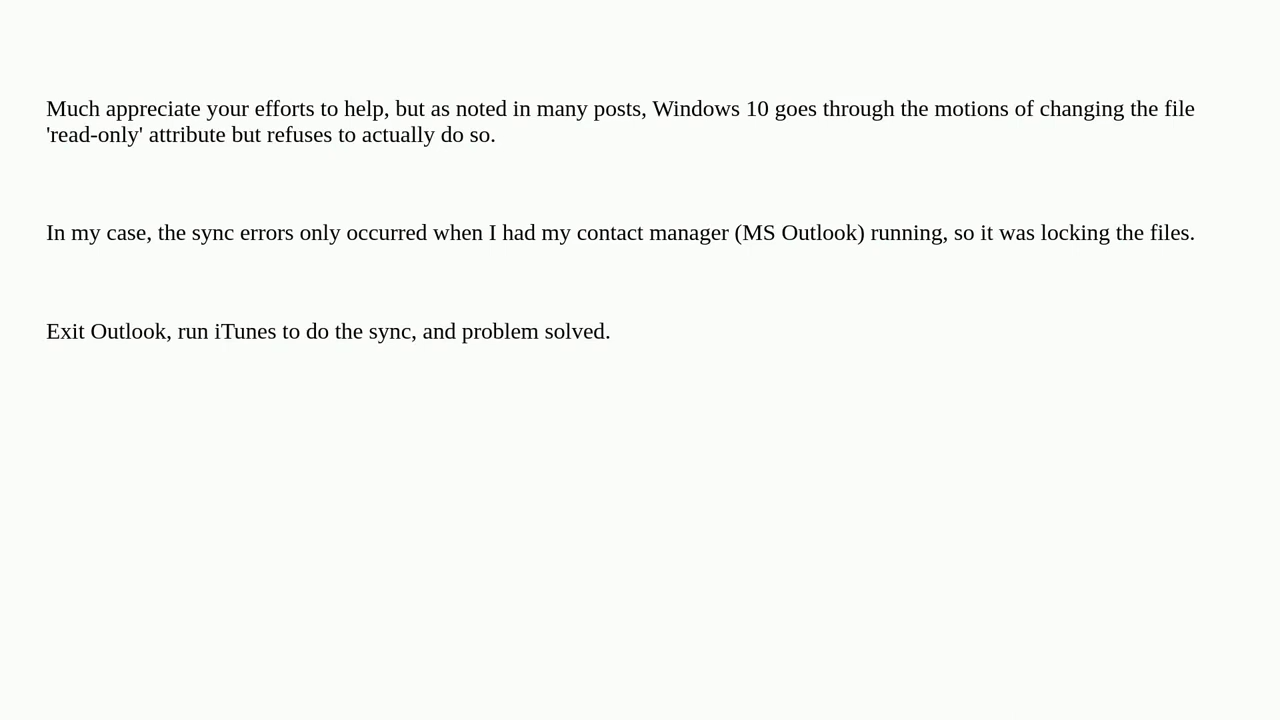 Much appreciate your efforts to help, but as noted in many posts, Windows 10 goes through the motions of changing the file
'read-only' attribute but refuses to actually do so.
In my case, the sync errors only occurred when I had my contact manager (MS Outlook) running, so it was locking the files.
Exit Outlook, run iTunes to do the sync, and problem solved.